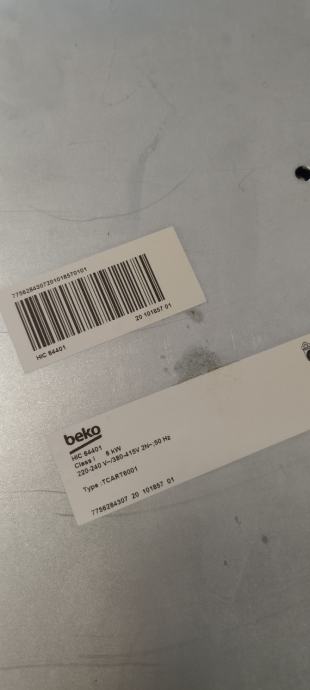 7756284307201018570101
HIC 64401
20 101857 01
beko
HIC 64401
Class I 6 kW
220-240 V~/380-415V 2N~;50 Hz
Type :TCART6001
7756284307 20 101857 01